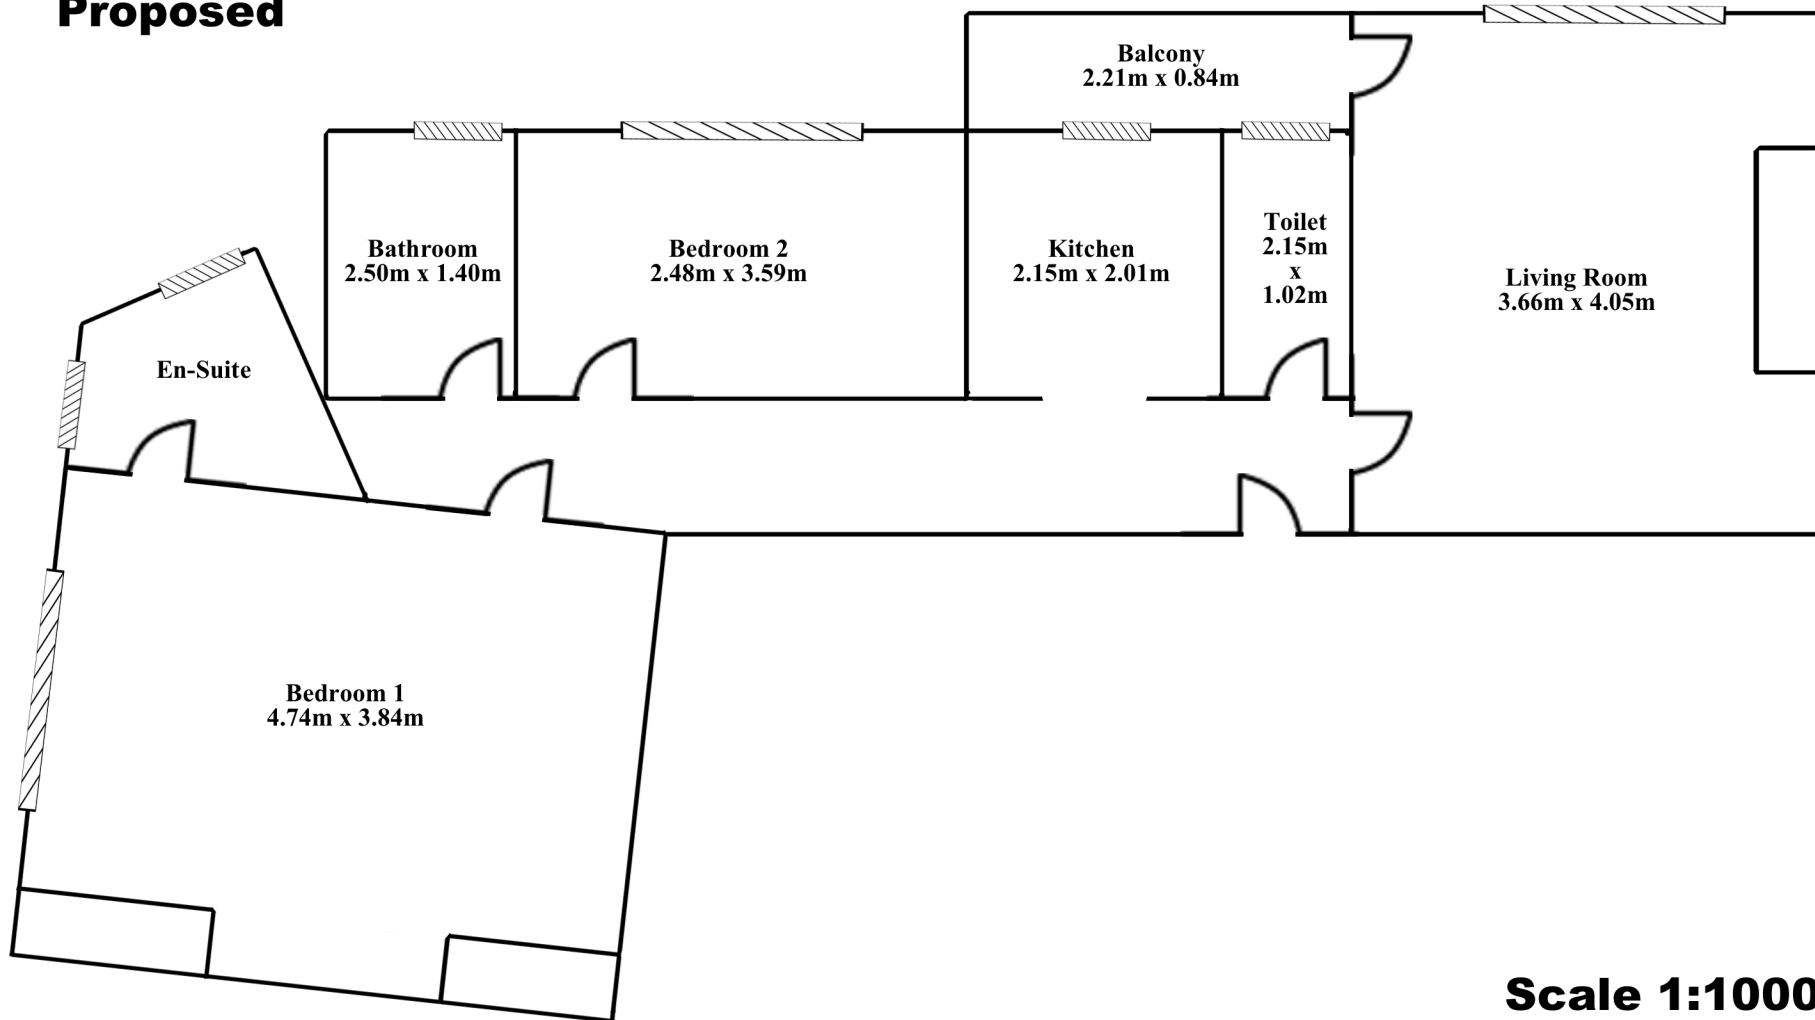 Proposed
Balcony
2.21m x 0.84m
Bathroom
2.50m x 1.40m
Bedroom 2
2.48m x 3.59m
Kitchen
2.15m x 2.01m
Toilet
2.15m
x
1.02m
Living Room
3.66m x 4.05m
En-Suite
Bedroom 1
4.74m x 3.84m
Scale 1:1000